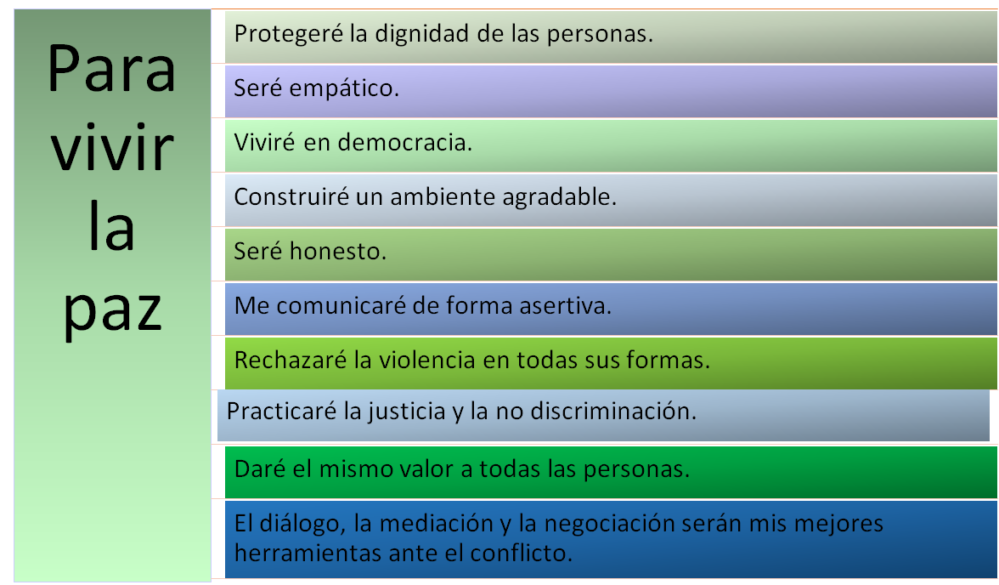 Para
vivir
la
paz
Protegeré la dignidad de las personas.
Seré empático.
Viviré en democracia.
Construiré un ambiente agradable.
Seré honesto.
Me comunicaré de forma asertiva.
Rechazaré la violencia en todas sus formas.
Practicaré la justicia y la no discriminación.
Daré el mismo valor a todas las personas.
El diálogo, la mediación y la negociación serán mis mejores
herramientas ante el conflicto.